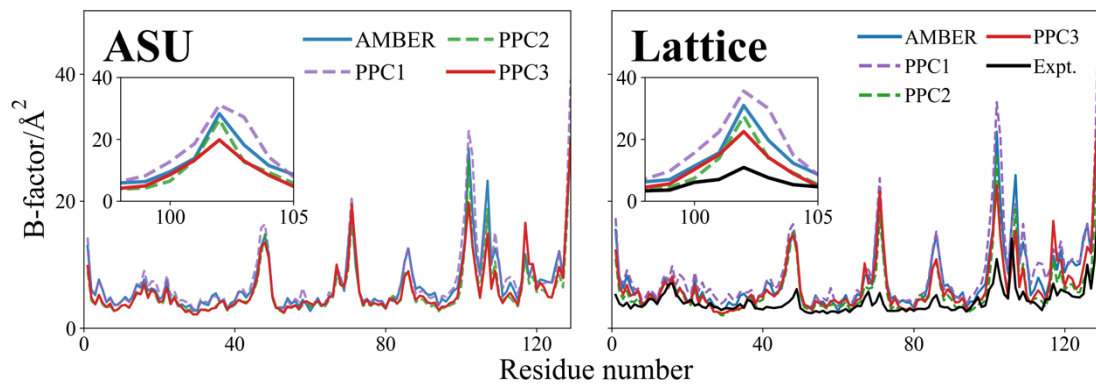 ASU
AMBER
PPC2
PPC1
PPC3
40
20
0
100
105
40
20
0
0
40
80
120
B-factor/Å²
Lattice
AMBER
PPC3
PPC1
Expt.
PPC2
40
20
0
100
105
0
40
80
120
Residue number